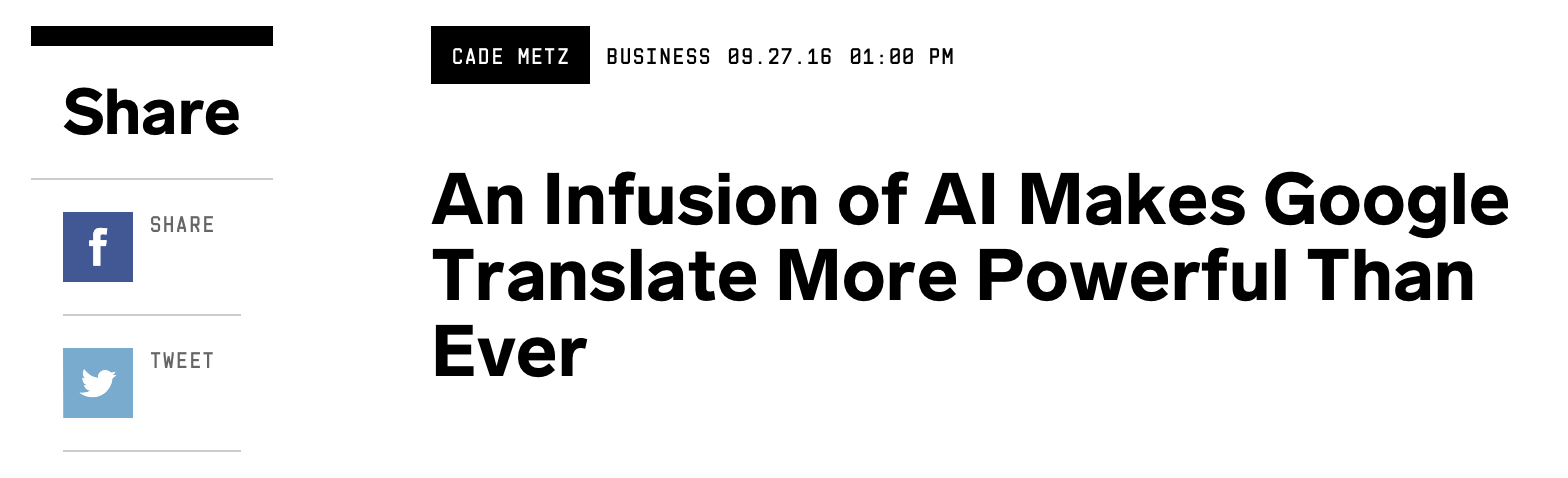 Share
SHARE
TWEET
CADE METZ BUSINESS 09.27.16 01:00 PM
An Infusion of AI Makes Google
Translate More Powerful Than
Ever